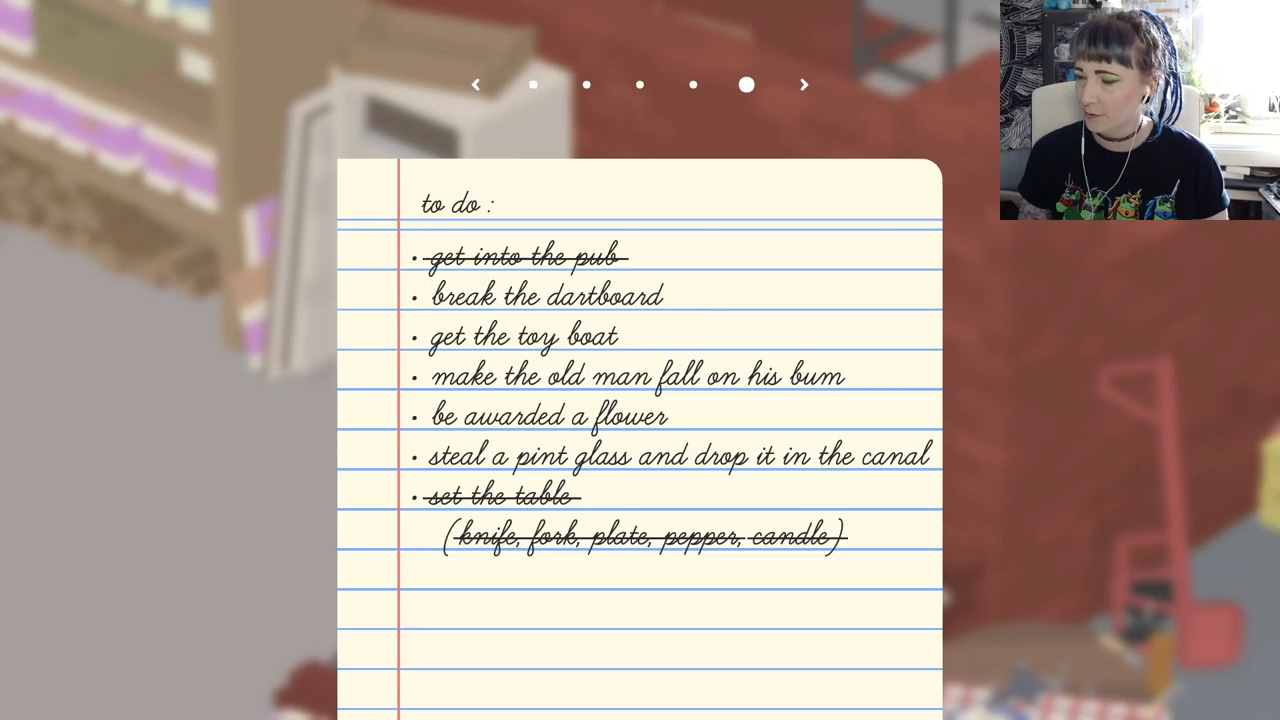 to do :
• get into the pub
• break the dartboard
• get the toy boat
• make the old man fall on his bum
• be awarded a flower
• steal a pint glass and drop it in the canal
• set the table
(knife, fork, plate, pepper, candle)